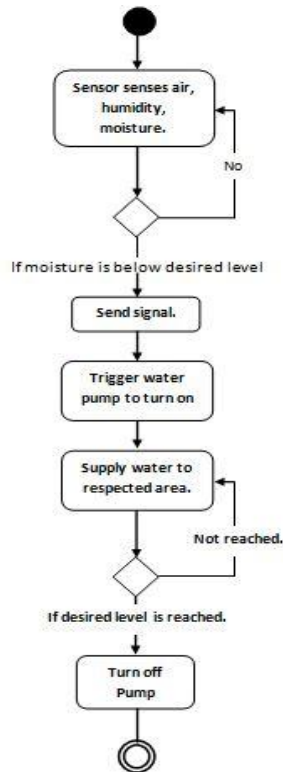 Sensor senses air,
humidity,
moisture.
No
If moisture is below desired level
Send signal.
Trigger water
pump to turn on
Supply water to
respected area.
Not reached.
If desired level is reached.
Turn off
Pump